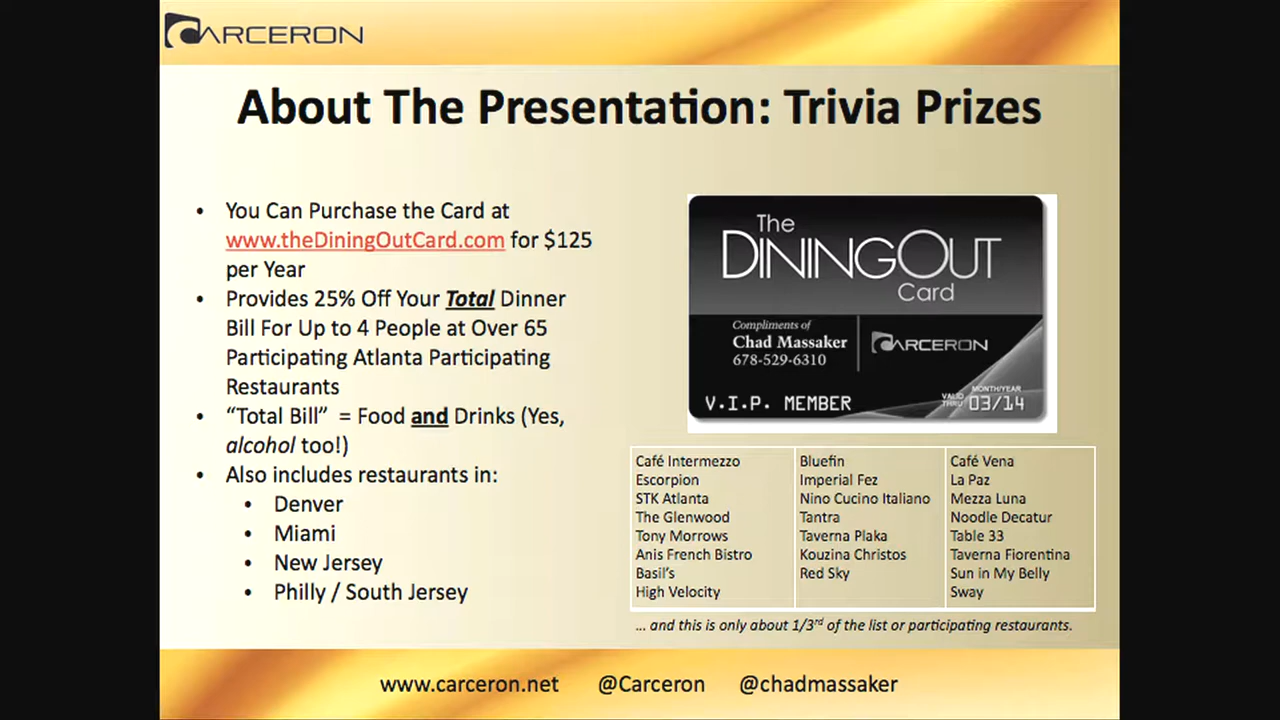 CARCERON
About The Presentation: Trivia Prizes
• You Can Purchase the Card at
www.theDiningOutCard.com for $125
per Year
• Provides 25% Off Your Total Dinner
Bill For Up to 4 People at Over 65
Participating Atlanta Participating
Restaurants
• “Total Bill” = Food and Drinks (Yes,
alcohol too!)
• Also includes restaurants in:
• Denver
• Miami
• New Jersey
• Philly / South Jersey
The
DiningOut
Card
Compliments of
Chad Massaker
678-529-6310
CARCERON
V.I.P. MEMBER
MONTH/YEAR
VALID THRU 03/14
Café Intermezzo
Escorpion
STK Atlanta
The Glenwood
Tony Morrows
Anis French Bistro
Basil’s
High Velocity
Bluefin
Imperial Fez
Nino Cucino Italiano
Tantra
Taverna Plaka
Kouzina Christos
Red Sky
Café Vena
La Paz
Mezza Luna
Noodle Decatur
Table 33
Taverna Fiorentina
Sun in My Belly
Sway
... and this is only about 1/3rd of the list or participating restaurants.
www.carceron.net @Carceron @chadmassaker